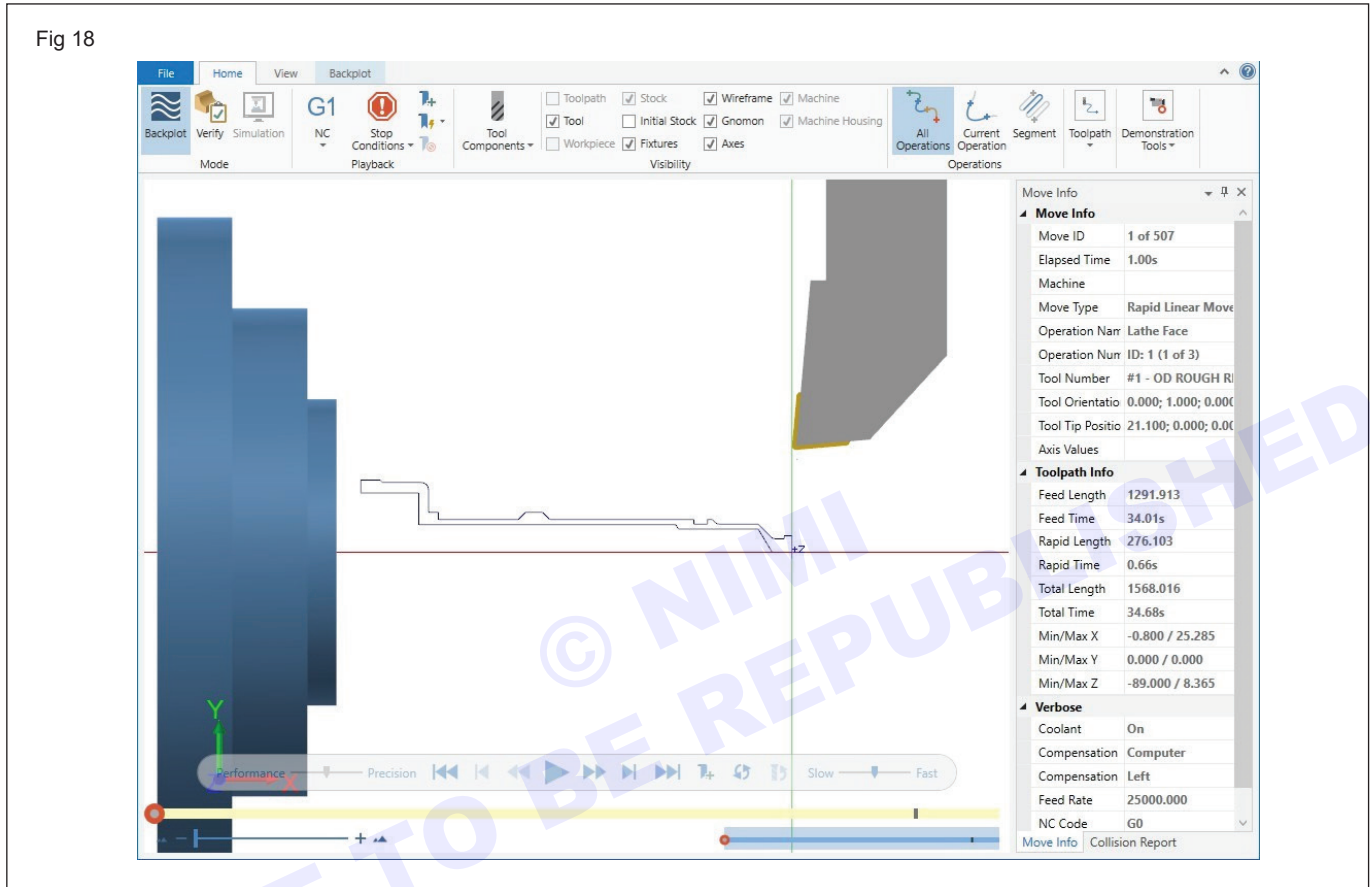 Fig 18
File Home View Backplot
Backplot Verify Simulation
Mode
G1
NC
Stop
Conditions
Playback
Tool
Components
Toolpath Stock Wireframe Machine
Tool Initial Stock Gnomon Machine Housing
Workpiece Fixtures Axes
Visibility
All
Operations
Current
Operation
Segment
Operations
Toolpath
Demonstration
Tools
Move Info
Move Info
Move ID 1 of 507
Elapsed Time 1.00s
Machine
Move Type Rapid Linear Move
Operation Nam Lathe Face
Operation Num ID: 1 (1 of 3)
Tool Number #1 - OD ROUGH RI
Tool Orientatio 0.000; 1.000; 0.000
Tool Tip Positio 21.100; 0.000; 0.00
Axis Values
Toolpath Info
Feed Length 1291.913
Feed Time 34.01s
Rapid Length 276.103
Rapid Time 0.66s
Total Length 1568.016
Total Time 34.68s
Min/Max X -0.800 / 25.285
Min/Max Y 0.000 / 0.000
Min/Max Z -89.000 / 8.365
Verbose
Coolant On
Compensation Computer
Compensation Left
Feed Rate 25000.000
NC Code G0
Move Info Collision Report
+Z
Y
X
Performance Precision Slow Fast
© NIMI
TO BE REPUBLISHED